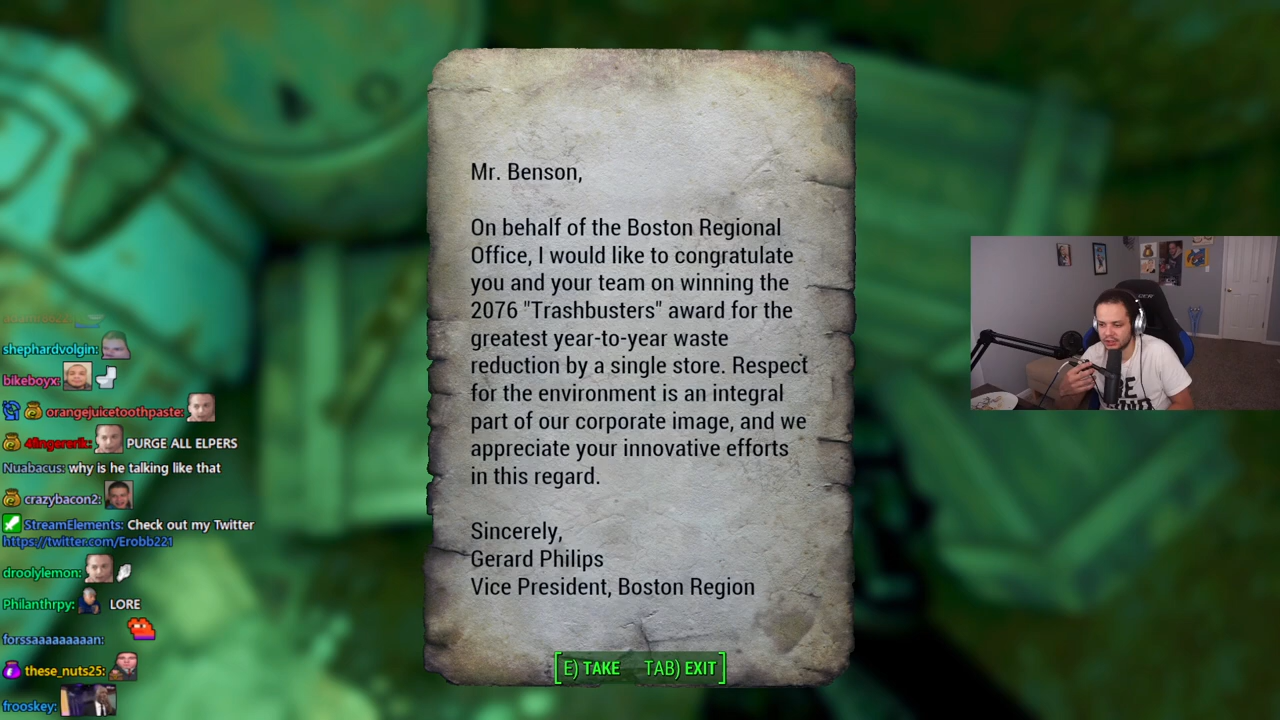 Mr. Benson,
On behalf of the Boston Regional
Office, I would like to congratulate
you and your team on winning the
2076 "Trashbusters" award for the
greatest year-to-year waste
reduction by a single store. Respect
for the environment is an integral
part of our corporate image, and we
appreciate your innovative efforts
in this regard.
Sincerely,
Gerard Philips
Vice President, Boston Region
E) TAKE TAB) EXIT
shephardvolgin:
bikeboyx:
orangejuicetoothpaste:
4fingererik: PURGE ALL ELPERS
Nuabacus: why is he talking like that
crazybacon2:
StreamElements: Check out my Twitter
https://twitter.com/Erobb221
droolylemon:
Philanthrpy: LORE
forssaaaaaaaaan:
these_nuts25:
frooskey: